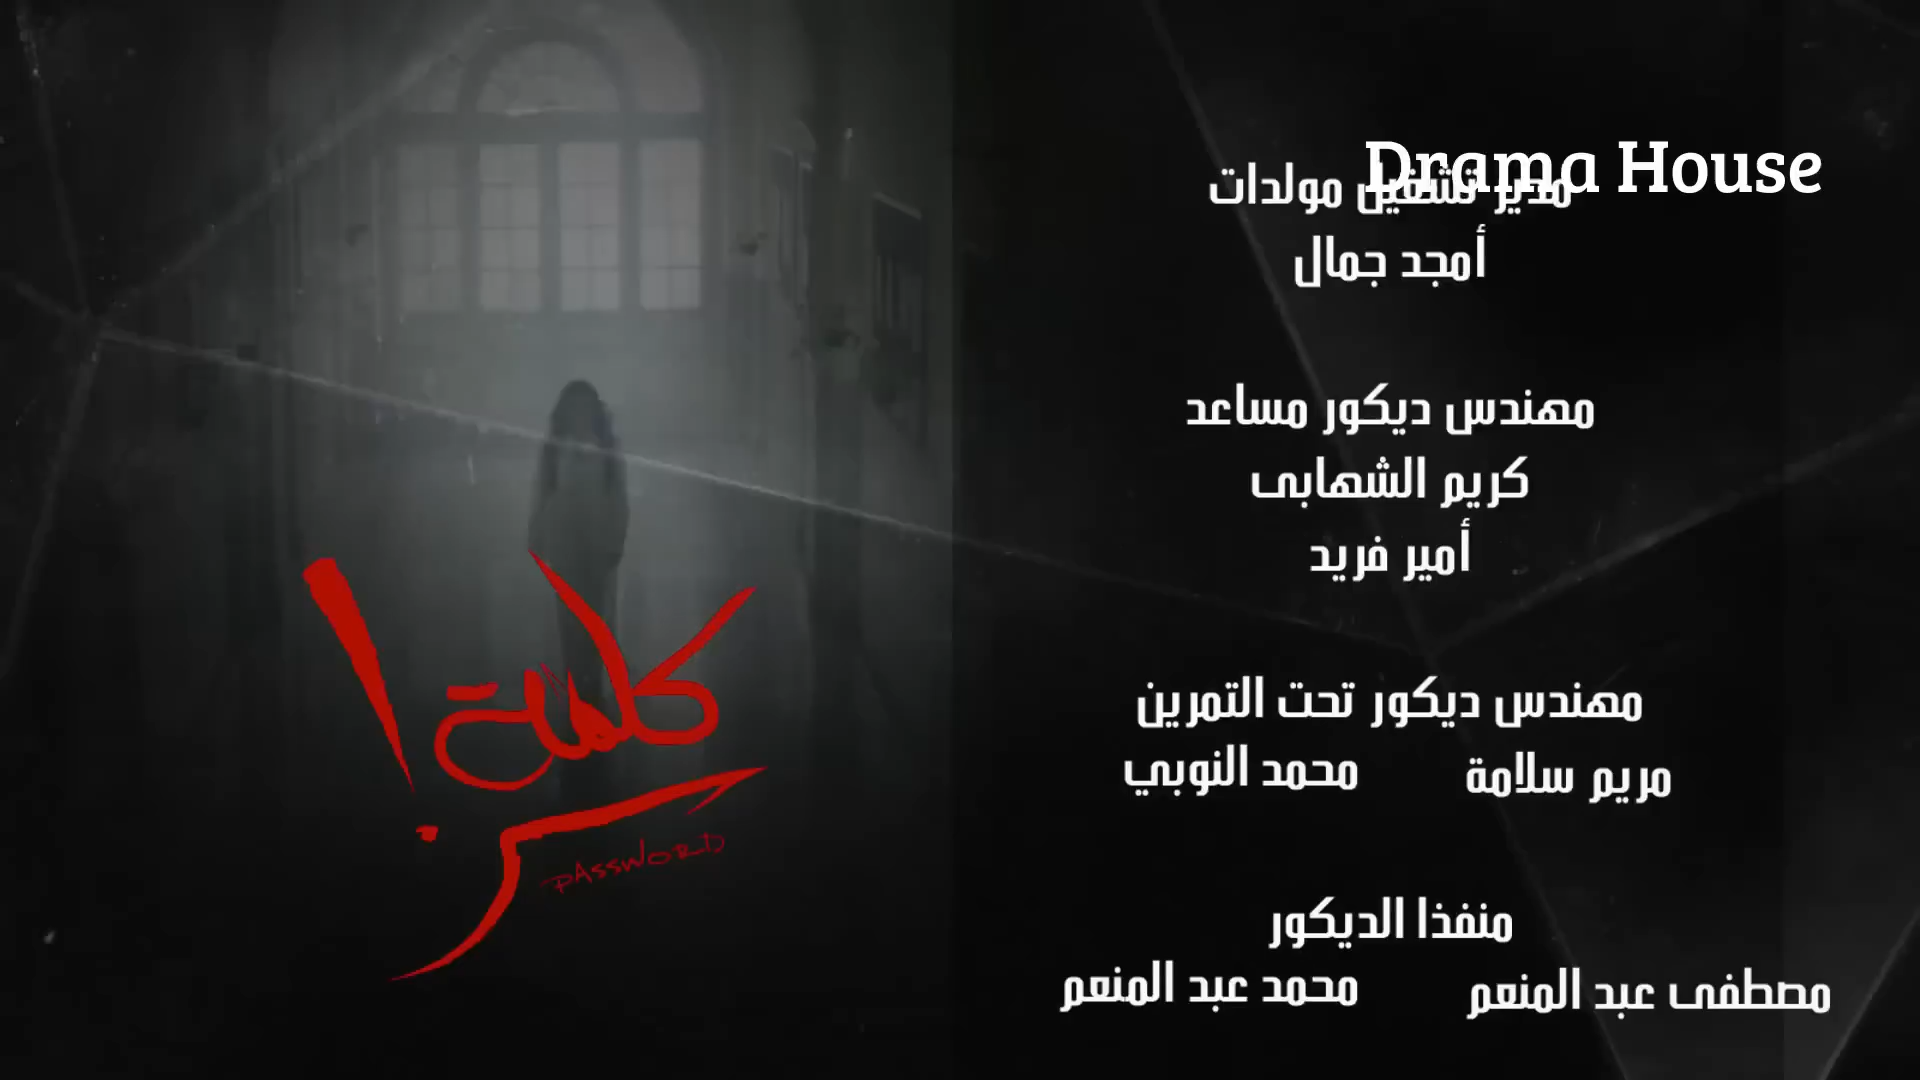 Drama House
مدير تشغيل مولدات
أمجد جمال
مهندس ديكور مساعد
كريم الشهابى
أمير فريد
مهندس ديكور تحت التمرين
مريم سلامة محمد النوبي
منفذا الديكور
مصطفى عبد المنعم محمد عبد المنعم
كلمة
سر
PASSWORD